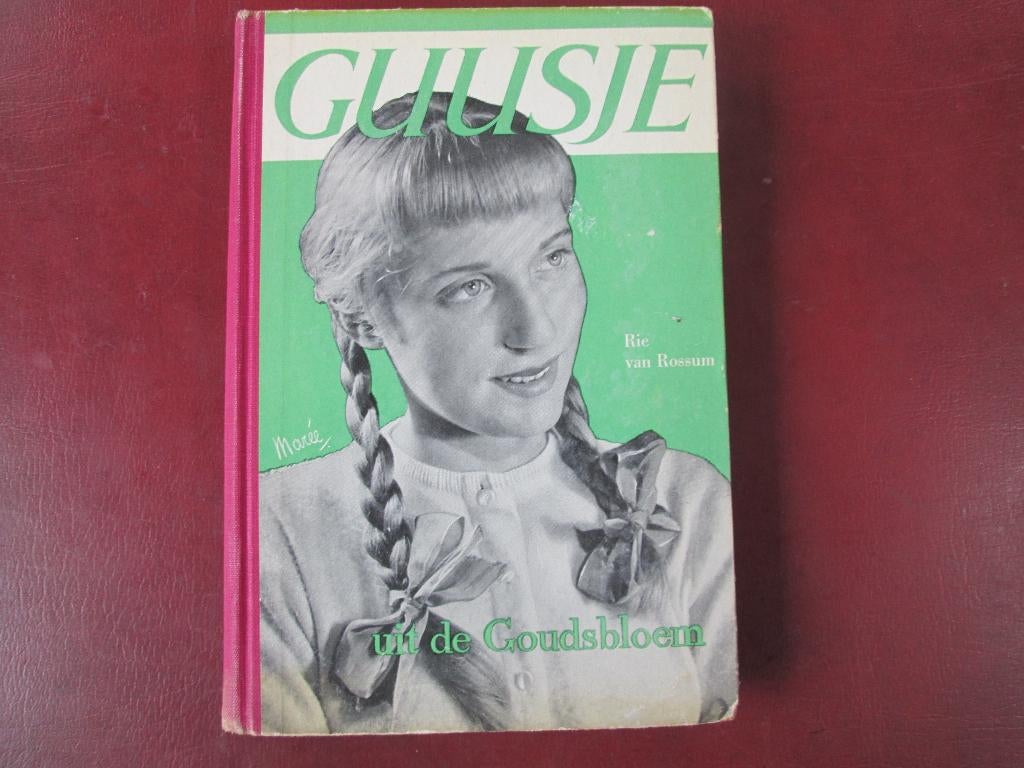 GUUSJE
Rie
van Rossum
Marée
uit de Goudsbloem